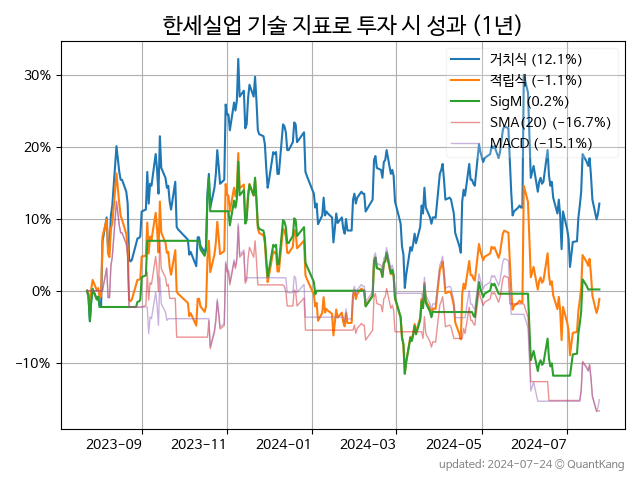 한세실업 기술 지표로 투자 시 성과 (1년)
거치식 (12.1%)
적립식 (−1.1%)
SigM (0.2%)
SMA(20) (−16.7%)
MACD (−15.1%)
30%
20%
10%
0%
−10%
2023-09
2023-11
2024-01
2024-03
2024-05
2024-07
updated: 2024-07-24 © QuantKang